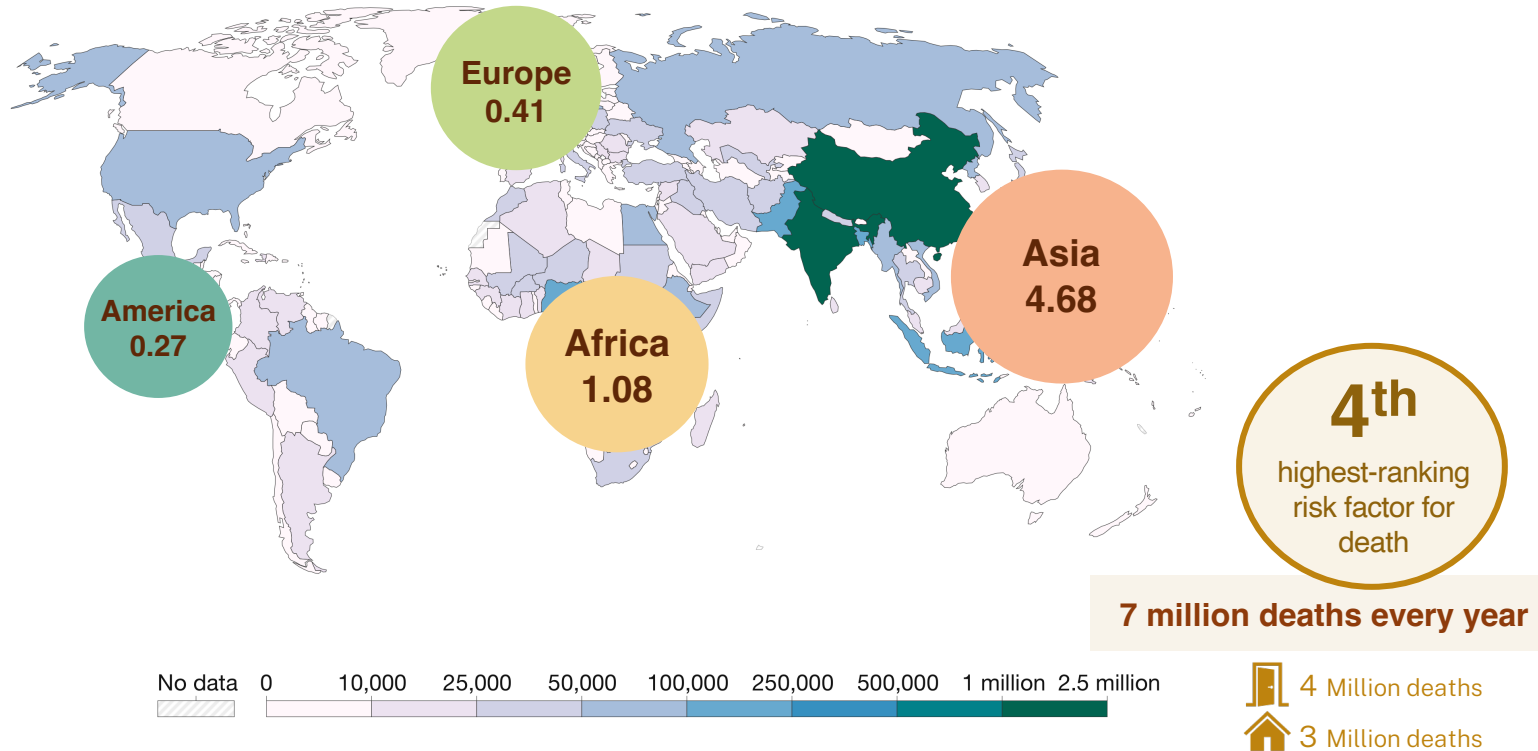 Europe
0.41
Asia
4.68
America
0.27
Africa
1.08
4th
highest-ranking
risk factor for
death
7 million deaths every year
No data 0 10,000 25,000 50,000 100,000 250,000 500,000 1 million 2.5 million
4 Million deaths
3 Million deaths